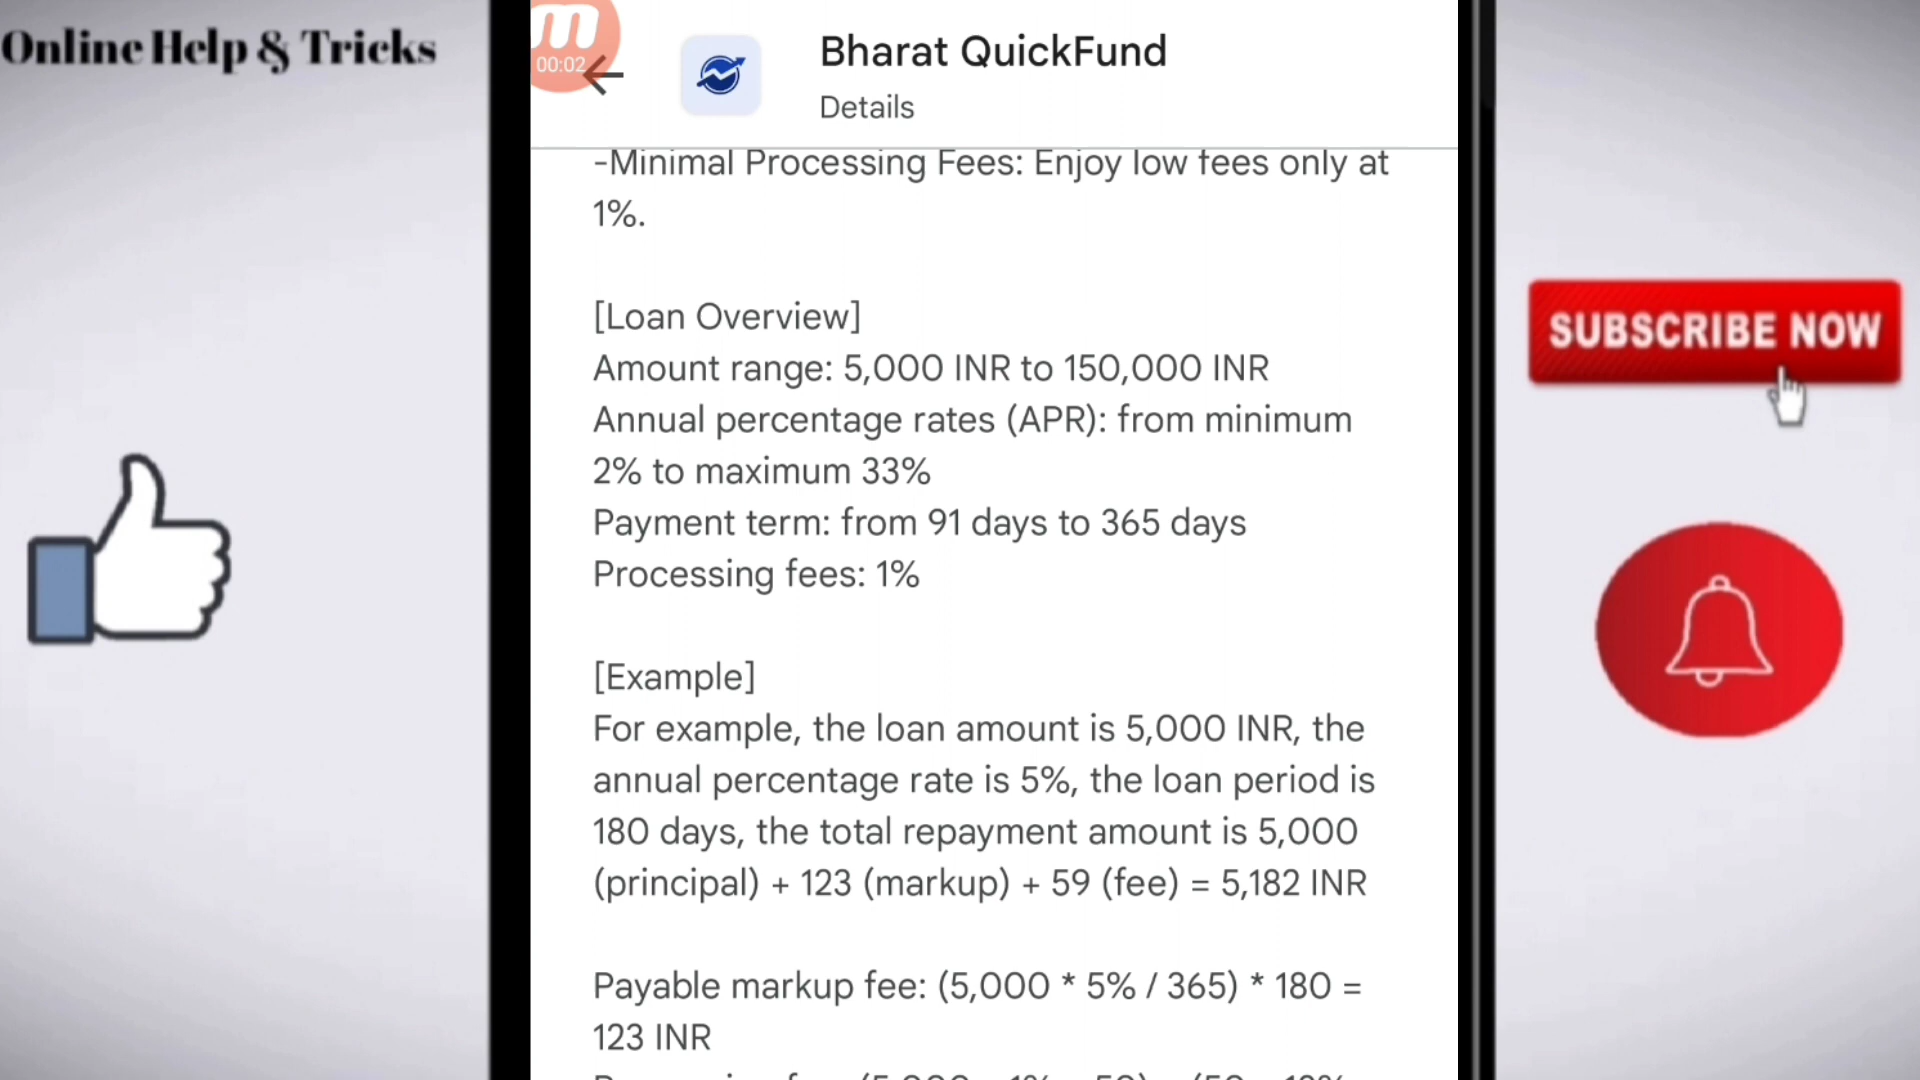 Online Help & Tricks
00:02
Bharat QuickFund
Details
-Minimal Processing Fees: Enjoy low fees only at
1%.
[Loan Overview]
Amount range: 5,000 INR to 150,000 INR
Annual percentage rates (APR): from minimum
2% to maximum 33%
Payment term: from 91 days to 365 days
Processing fees: 1%
[Example]
For example, the loan amount is 5,000 INR, the
annual percentage rate is 5%, the loan period is
180 days, the total repayment amount is 5,000
(principal) + 123 (markup) + 59 (fee) = 5,182 INR
Payable markup fee: (5,000 * 5% / 365) * 180 =
123 INR
SUBSCRIBE NOW